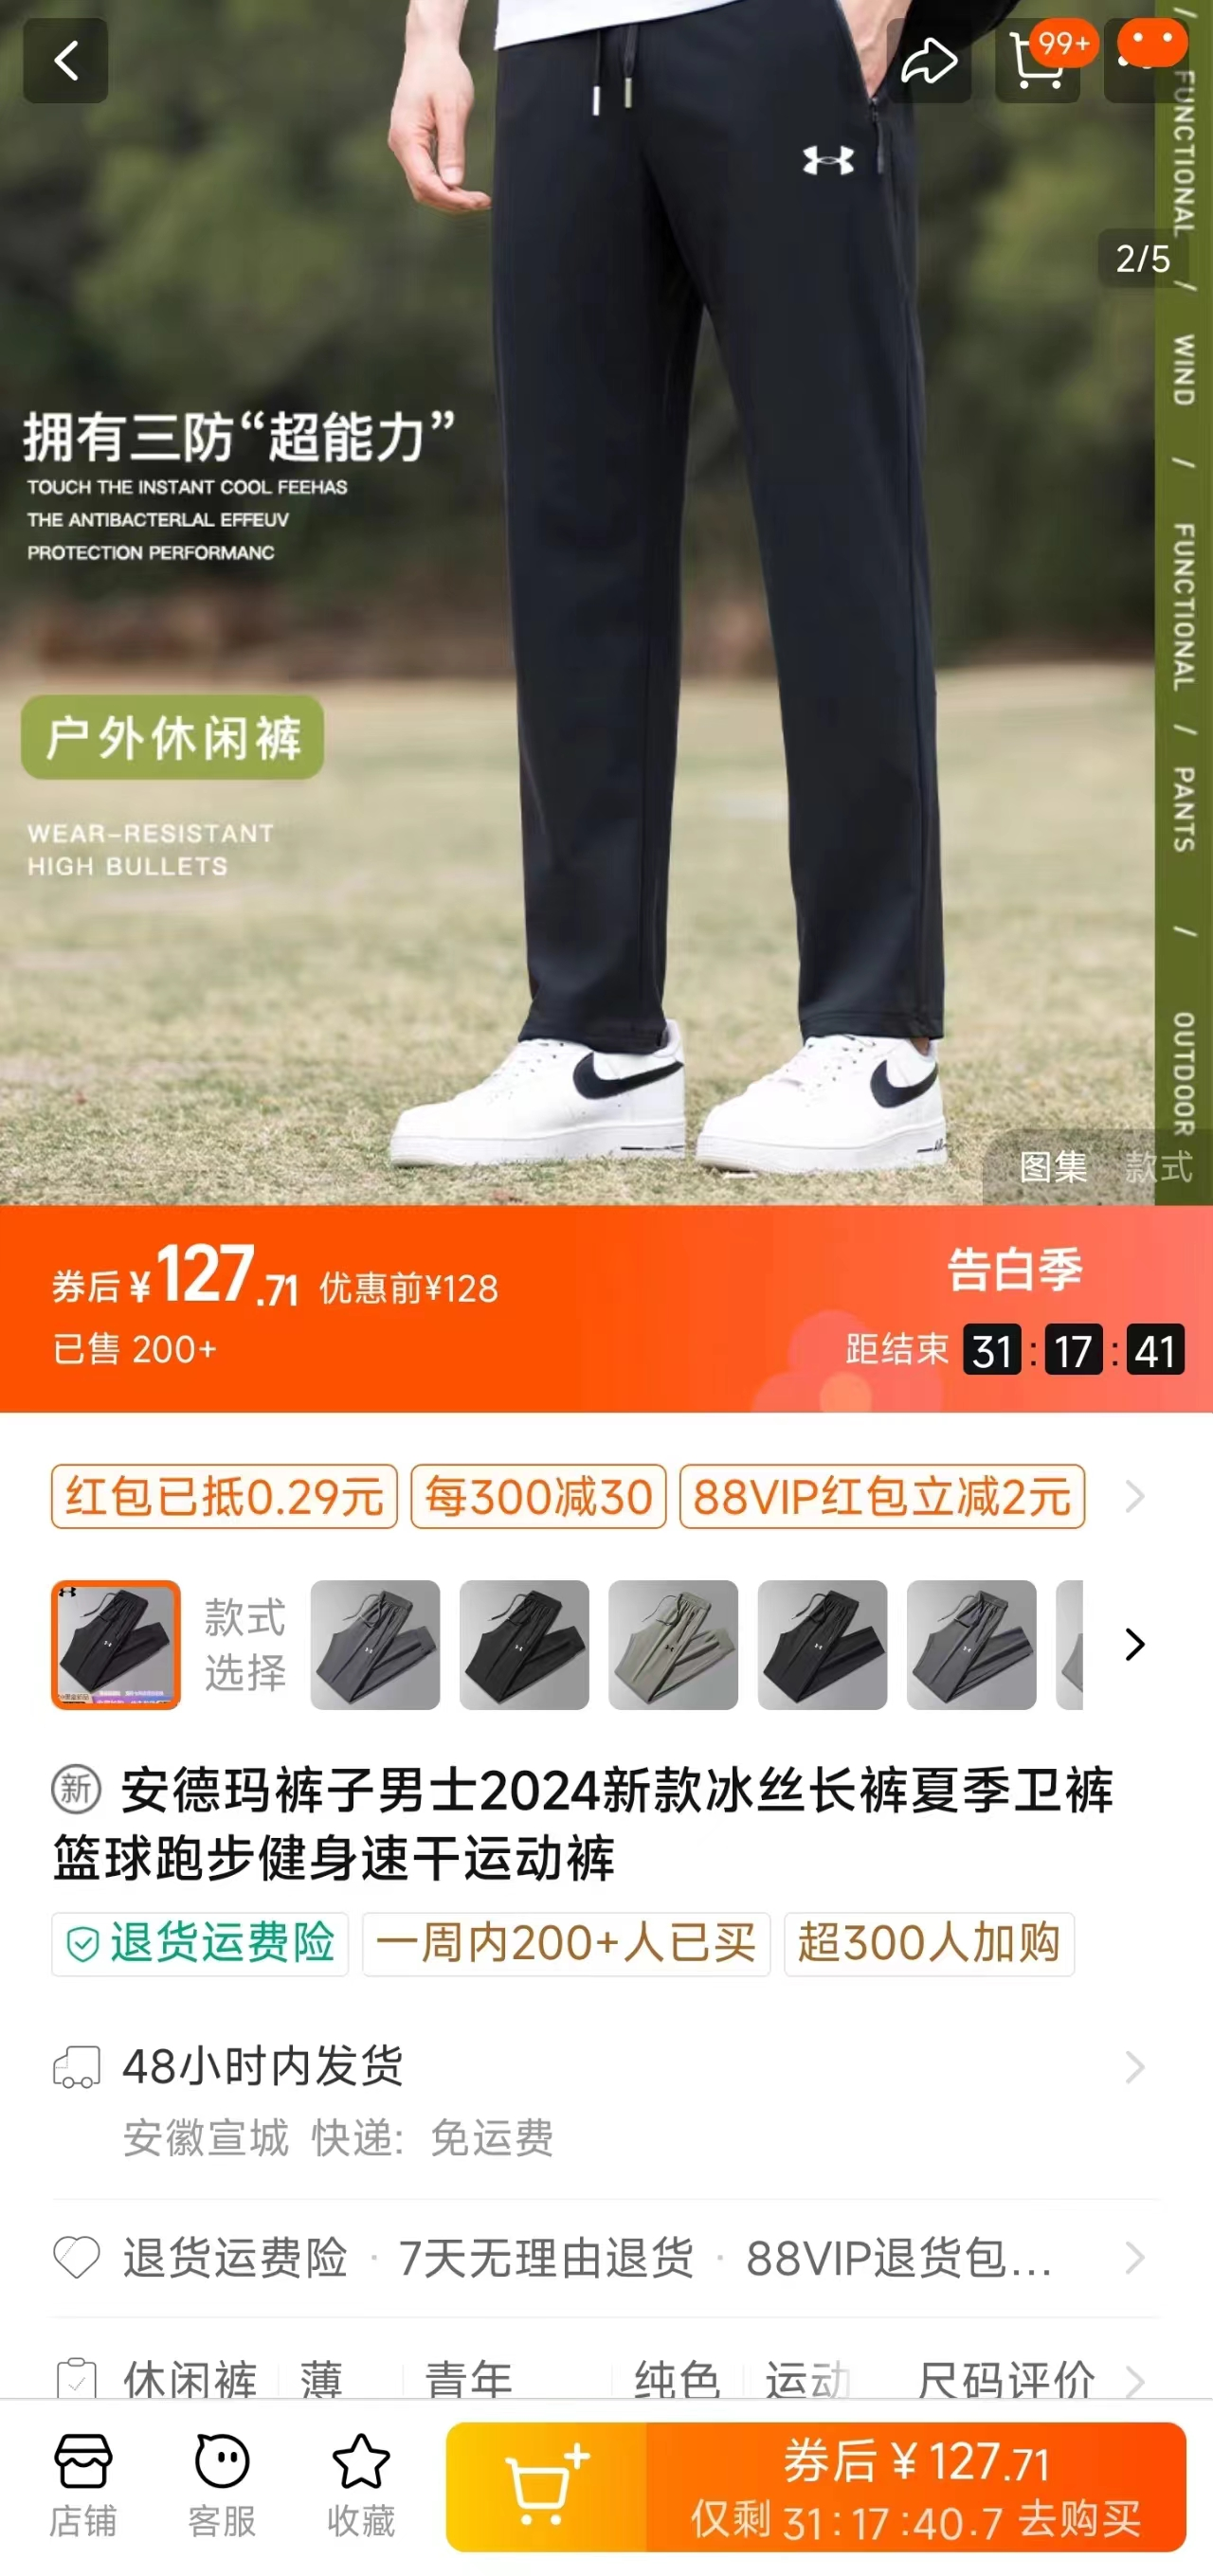 99+
2/5
FUNCTIONAL / WIND / FUNCTIONAL / PANTS / OUTDOOR
拥有三防“超能力”
TOUCH THE INSTANT COOL FEEHAS
THE ANTIBACTERLAL EFFEUV
PROTECTION PERFORMANC
户外休闲裤
WEAR-RESISTANT
HIGH BULLETS
图集 款式
券后¥127.71 优惠前¥128
告白季
已售 200+
距结束 31:17:41
红包已抵0.29元 每300减30 88VIP红包立减2元
款式
选择
新 安德玛裤子男士2024新款冰丝长裤夏季卫裤
篮球跑步健身速干运动裤
退货运费险 一周内200+人已买 超300人加购
48小时内发货
安徽宣城 快递: 免运费
退货运费险 · 7天无理由退货 · 88VIP退货包...
休闲裤 薄 青年 纯色 运动 尺码评价
店铺 客服 收藏
券后¥127.71
仅剩 31:17:40.7 去购买